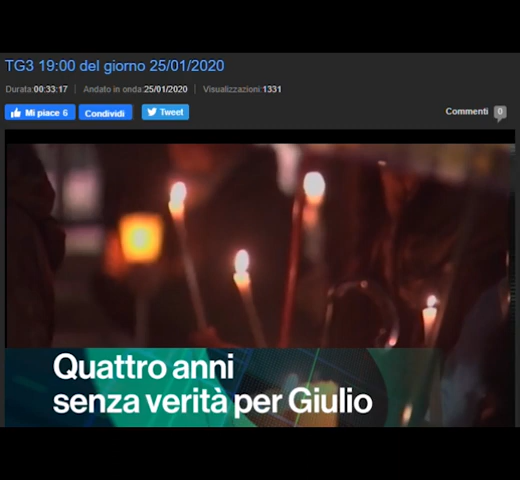 TG3 19:00 del giorno 25/01/2020
Durata:00:33:17 | Andato in onda:25/01/2020 | Visualizzazioni:1331
Mi piace 6 Condividi Tweet Commenti 0
Quattro anni
senza verità per Giulio